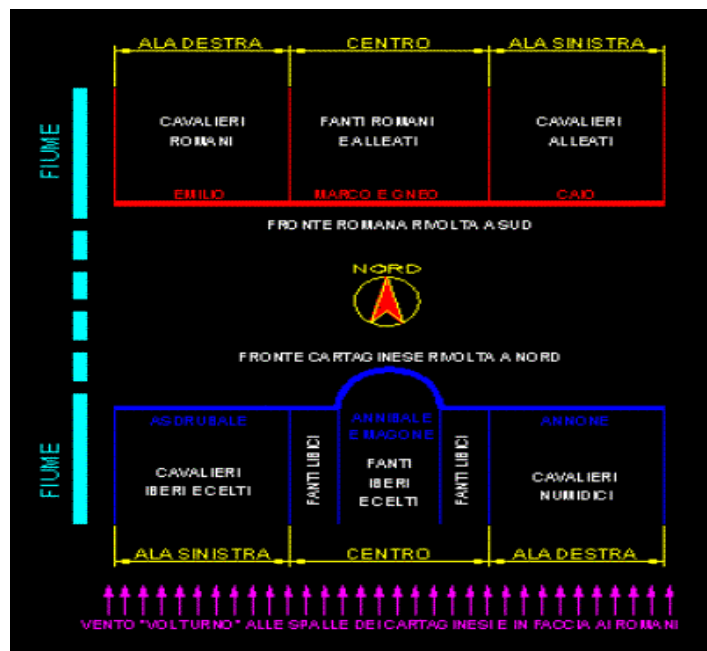 ALA DESTRA CENTRO ALA SINISTRA
FIUME
CAVALIERI
ROMANI
FANTI ROMANI
E ALLEATI
CAVALIERI
ALLEATI
EMILIO MARCO E GNEO CAIO
FRONTE ROMANA RIVOLTA A SUD
NORD
FRONTE CARTAGINESE RIVOLTA A NORD
FIUME
ASDRUBALE
CAVALIERI
IBERI E CELTI
FANTI LIBICI
ANNIBALE
E MAGONE
FANTI
IBERI
E CELTI
FANTI LIBICI
ANNONE
CAVALIERI
NUMIDICI
ALA SINISTRA CENTRO ALA DESTRA
VENTO "VOLTURNO" ALLE SPALLE DEI CARTAGINESI E IN FACCIA AI ROMANI